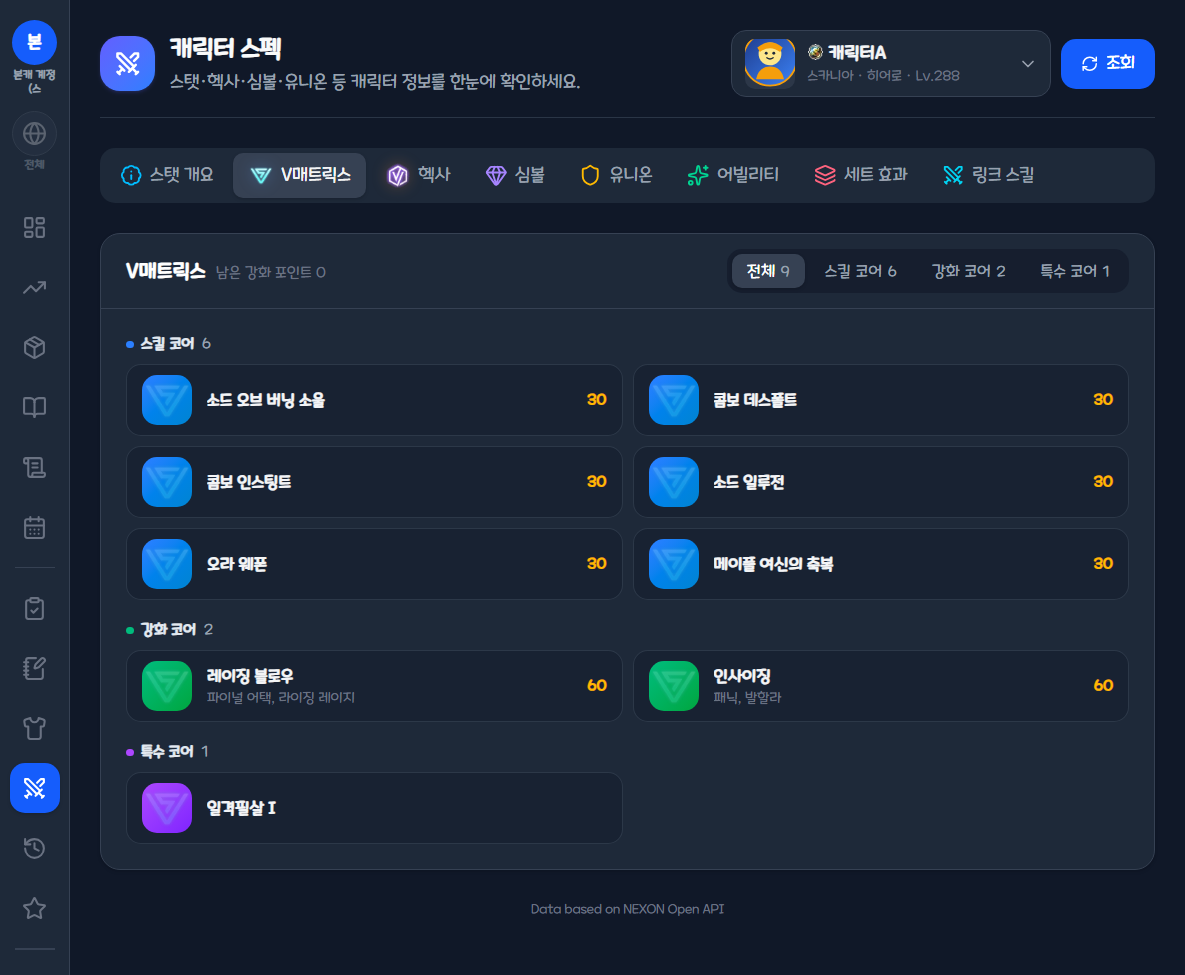 본
본캐 계정
(스
전체
캐릭터 스펙
스탯·헥사·심볼·유니온 등 캐릭터 정보를 한눈에 확인하세요.
캐릭터A
스카니아 · 히어로 · Lv.288
조회
스탯 개요
V매트릭스
헥사
심볼
유니온
어빌리티
세트 효과
링크 스킬
V매트릭스 남은 강화 포인트 0
전체 9
스킬 코어 6
강화 코어 2
특수 코어 1
스킬 코어 6
소드 오브 버닝 소울 30
콤보 데스폴트 30
콤보 인스팅트 30
소드 일루전 30
오라 웨폰 30
메이플 여신의 축복 30
강화 코어 2
레이징 블로우 60
파이널 어택, 라이징 레이지
인사이징 60
패닉, 발할라
특수 코어 1
일격필살 I
Data based on NEXON Open API